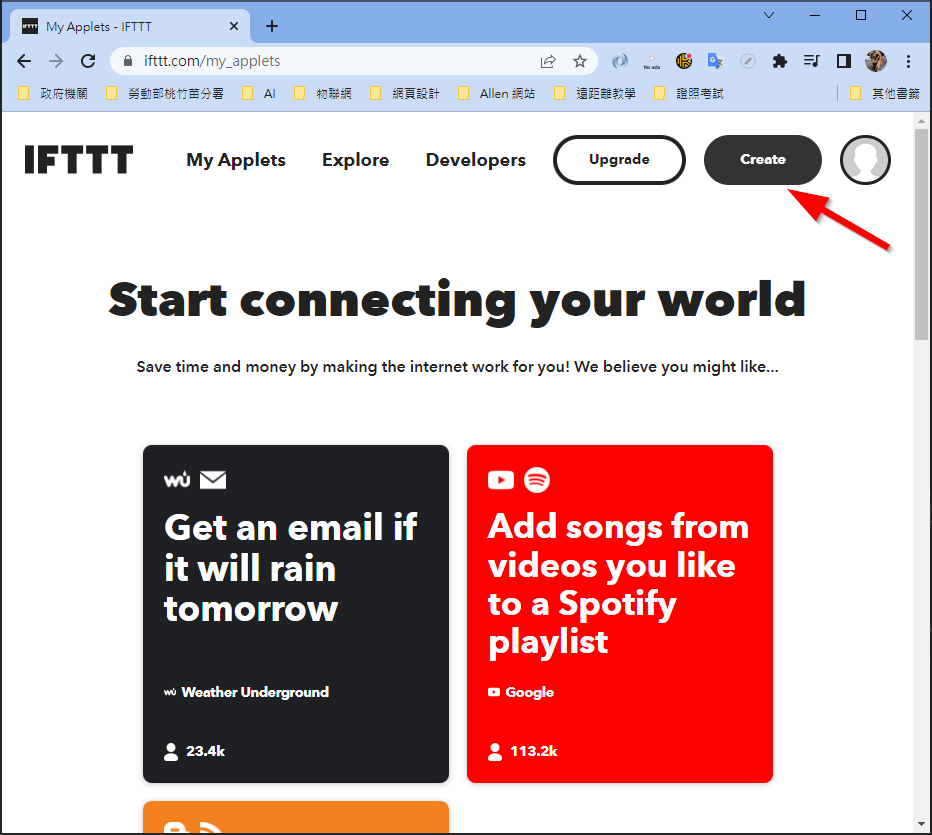 My Applets - IFTTT
ifttt.com/my_applets
No ads
政府機關 勞動部桃竹苗分署 AI 物聯網 網頁設計 Allen 網站 遠距離教學 證照考試 其他書籤
IFTTT My Applets Explore Developers Upgrade Create
Start connecting your world
Save time and money by making the internet work for you! We believe you might like...
Get an email if
it will rain
tomorrow
Weather Underground
23.4k
Add songs from
videos you like
to a Spotify
playlist
Google
113.2k